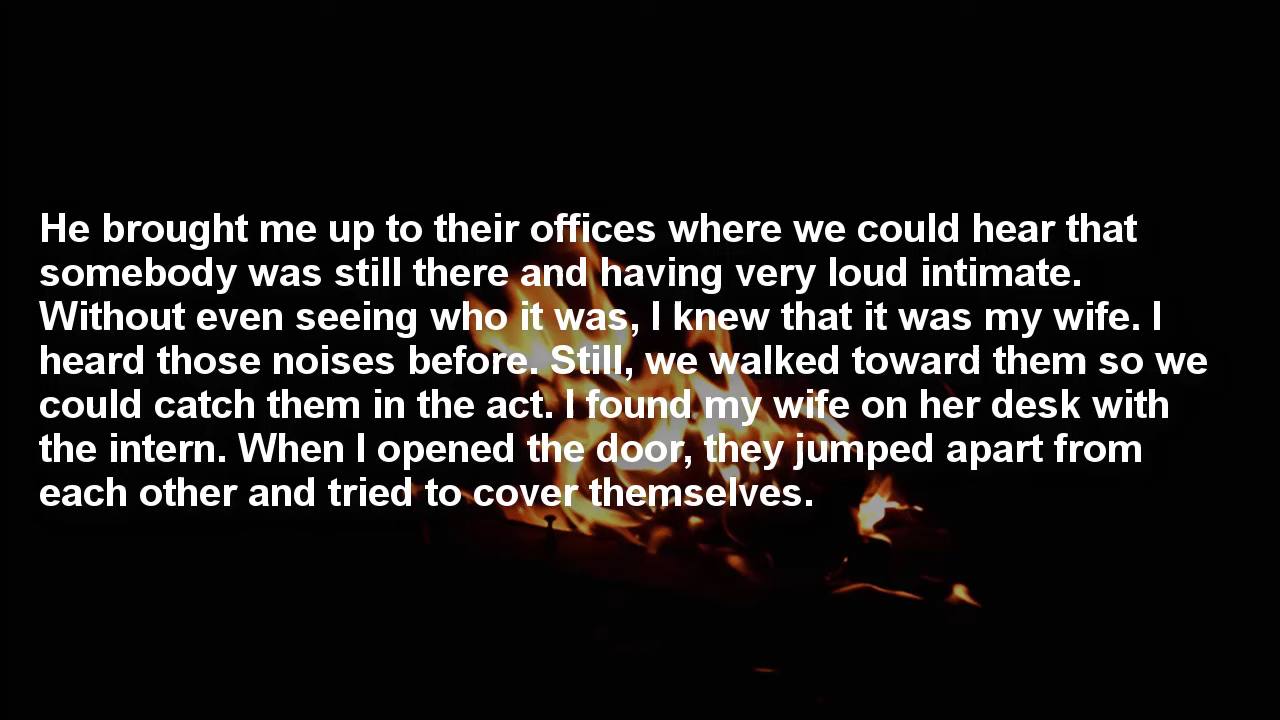 He brought me up to their offices where we could hear that
somebody was still there and having very loud intimate.
Without even seeing who it was, I knew that it was my wife. I
heard those noises before. Still, we walked toward them so we
could catch them in the act. I found my wife on her desk with
the intern. When I opened the door, they jumped apart from
each other and tried to cover themselves.